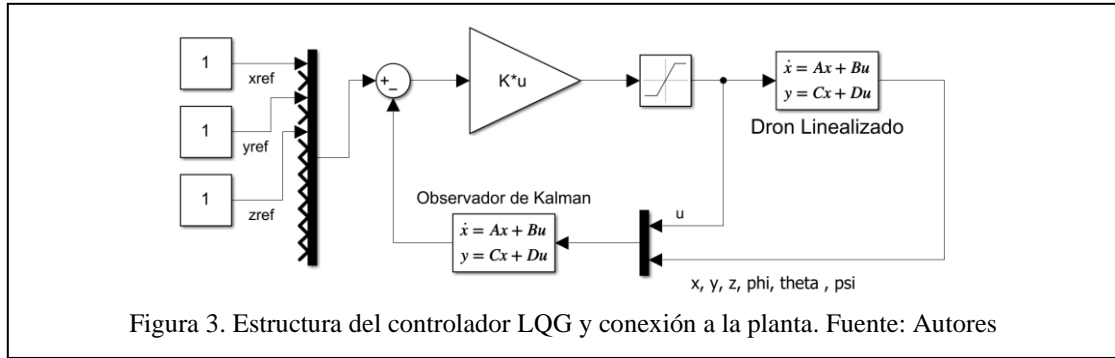 1
xref
1
yref
1
zref
+
−
K*u
ẋ = Ax + Bu
y = Cx + Du
Dron Linealizado
Observador de Kalman
ẋ = Ax + Bu
y = Cx + Du
u
x, y, z, phi, theta , psi
Figura 3. Estructura del controlador LQG y conexión a la planta. Fuente: Autores